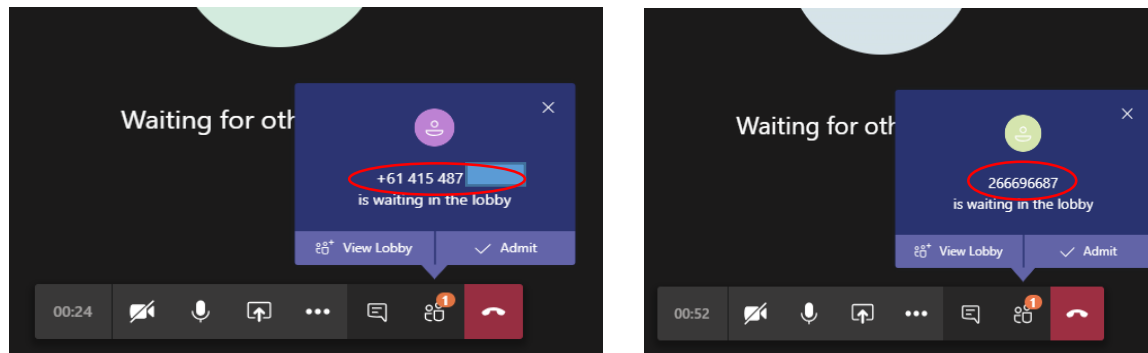 Waiting for oth
+61 415 487
is waiting in the lobby
View Lobby
Admit
00:24
1
Waiting for oth
266696687
is waiting in the lobby
View Lobby
Admit
00:52
1